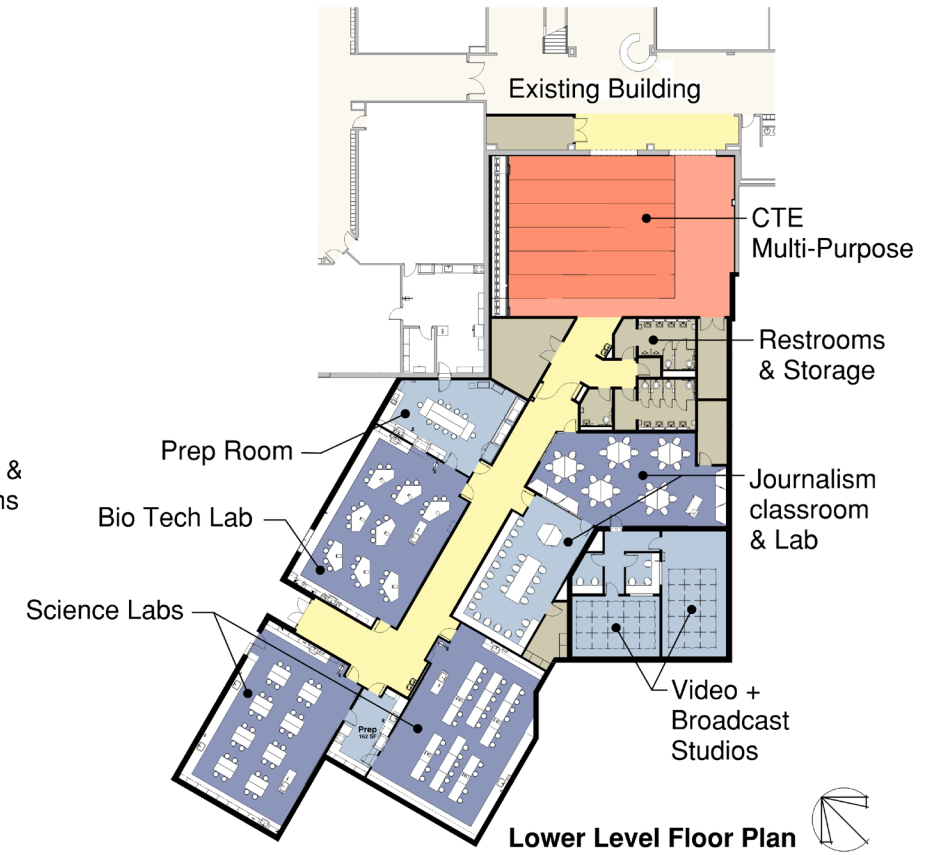 Existing Building
CTE
Multi-Purpose
Restrooms
& Storage
Prep Room
&
ns
Journalism
classroom
& Lab
Bio Tech Lab
Science Labs
Video +
Broadcast
Studios
Prep
162 SF
Lower Level Floor Plan